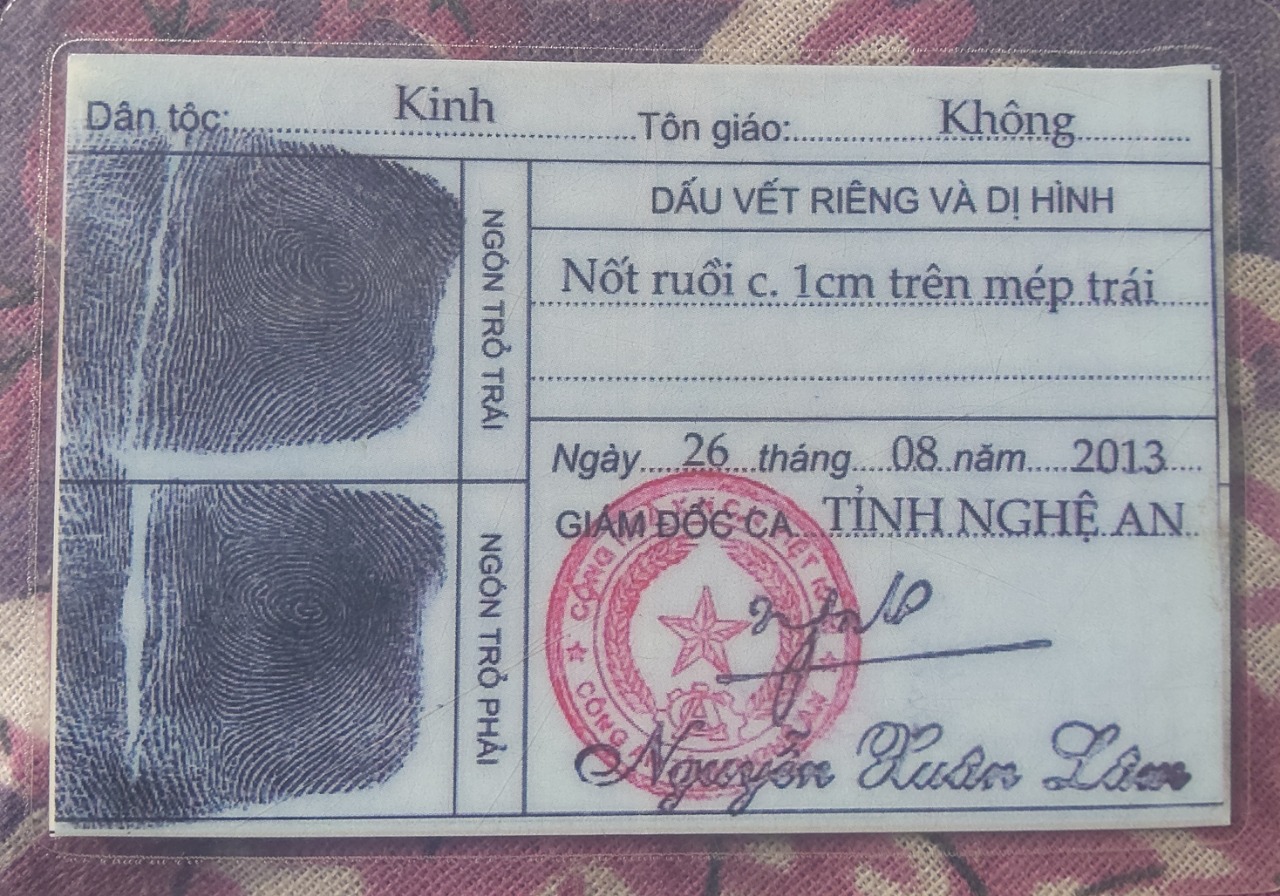 Dân tộc: Kinh Tôn giáo: Không
NGÓN TRỎ TRÁI
NGÓN TRỎ PHẢI
DẤU VẾT RIÊNG VÀ DỊ HÌNH
Nốt ruồi c. 1cm trên mép trái
Ngày 26 tháng 08 năm 2013
GIÁM ĐỐC CA TỈNH NGHỆ AN
Nguyễn Xuân Lâm